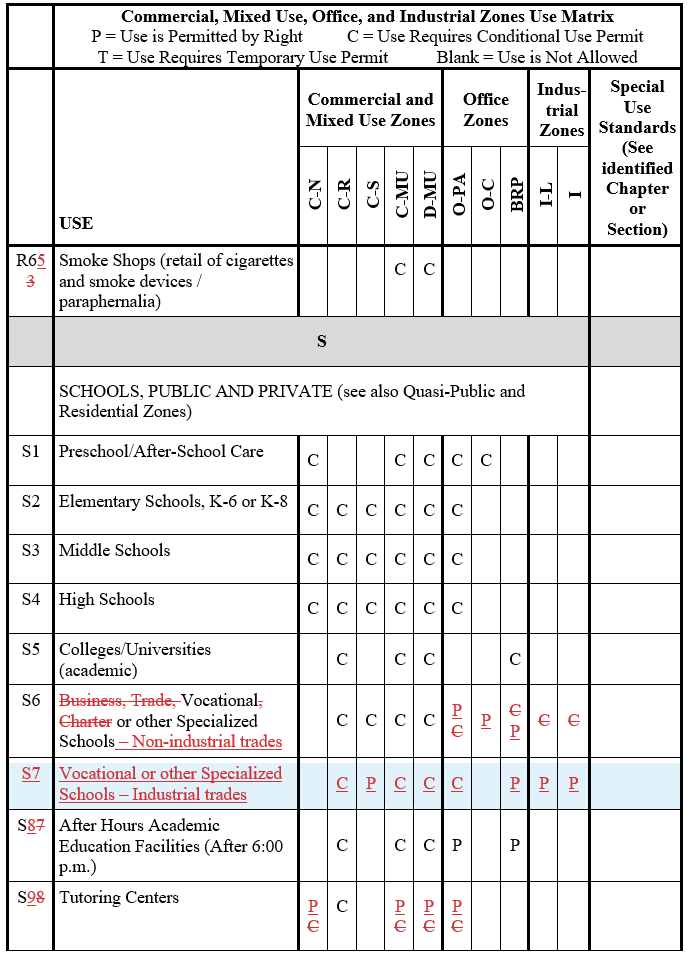 Commercial, Mixed Use, Office, and Industrial Zones Use Matrix
P = Use is Permitted by Right C = Use Requires Conditional Use Permit
T = Use Requires Temporary Use Permit Blank = Use is Not Allowed
USE
Commercial and
Mixed Use Zones
Office
Zones
Indus-
trial
Zones
Special
Use
Standards
(See
identified
Chapter
or
Section)
C-N C-R C-S C-MU D-MU O-PA O-C BRP I-L I
R65 Smoke Shops (retail of cigarettes
3 and smoke devices / C C
paraphernalia)
S
SCHOOLS, PUBLIC AND PRIVATE (see also Quasi-Public and
Residential Zones)
S1 Preschool/After-School Care C C C C C
S2 Elementary Schools, K-6 or K-8 C C C C C C
S3 Middle Schools C C C C C C
S4 High Schools C C C C C C
S5 Colleges/Universities
(academic) C C C C
S6 Business, Trade, Vocational, P C
Charter or other Specialized C C C C P C C
Schools – Non-industrial trades C P
S7 Vocational or other Specialized
Schools – Industrial trades C P C C C P P P
S87 After Hours Academic
Education Facilities (After 6:00 C C C P P
p.m.)
S98 Tutoring Centers P C P P P
C C C C